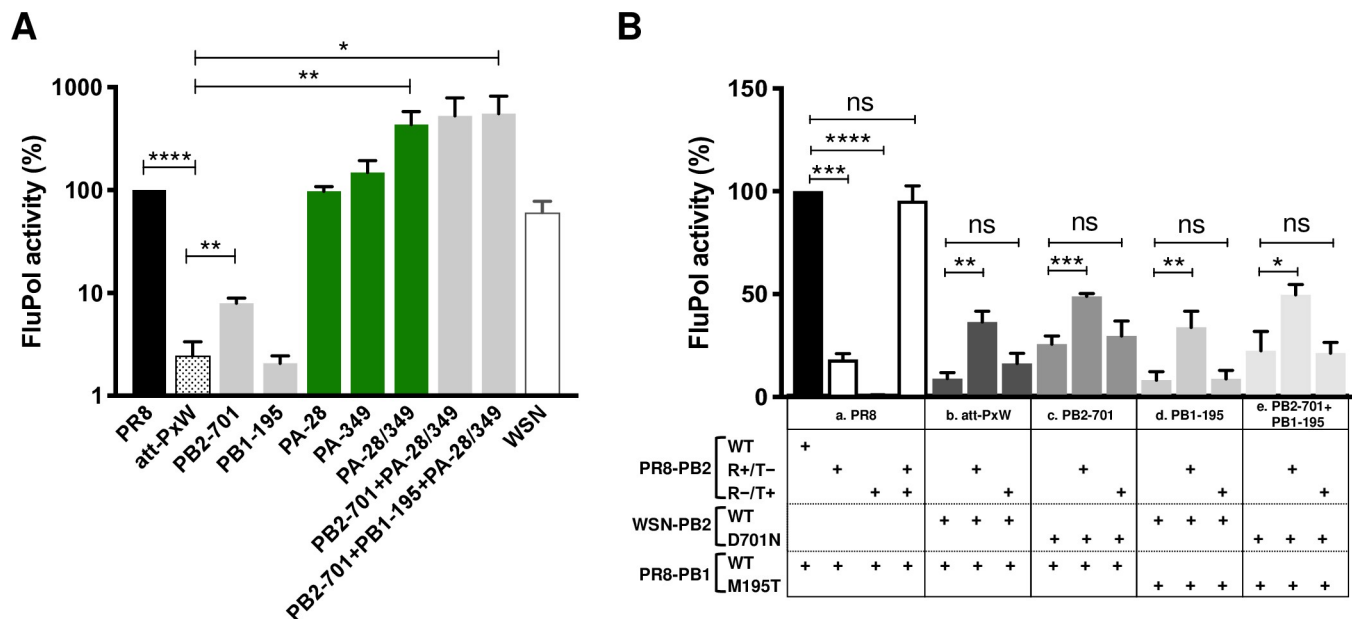 A
*
**
1000
****
100
**
10
1
FluPol activity (%)
PR8
att-PxW
PB2-701
PB1-195
PA-28
PA-349
PA-28/349
PB2-701+PA-28/349
PB2-701+PB1-195+PA-28/349
WSN
B
150
ns
****
***
100
ns
ns
ns
ns
**
***
**
*
50
0
FluPol activity (%)
a. PR8
b. att-PxW
c. PB2-701
d. PB1-195
e. PB2-701+
PB1-195
WT +
PR8-PB2 R+/T− + + + + + +
R−/T+ + + + + + +
WSN-PB2 WT + + + + + +
D701N + + + + + +
PR8-PB1 WT + + + + + + + + + +
M195T + + + + + +